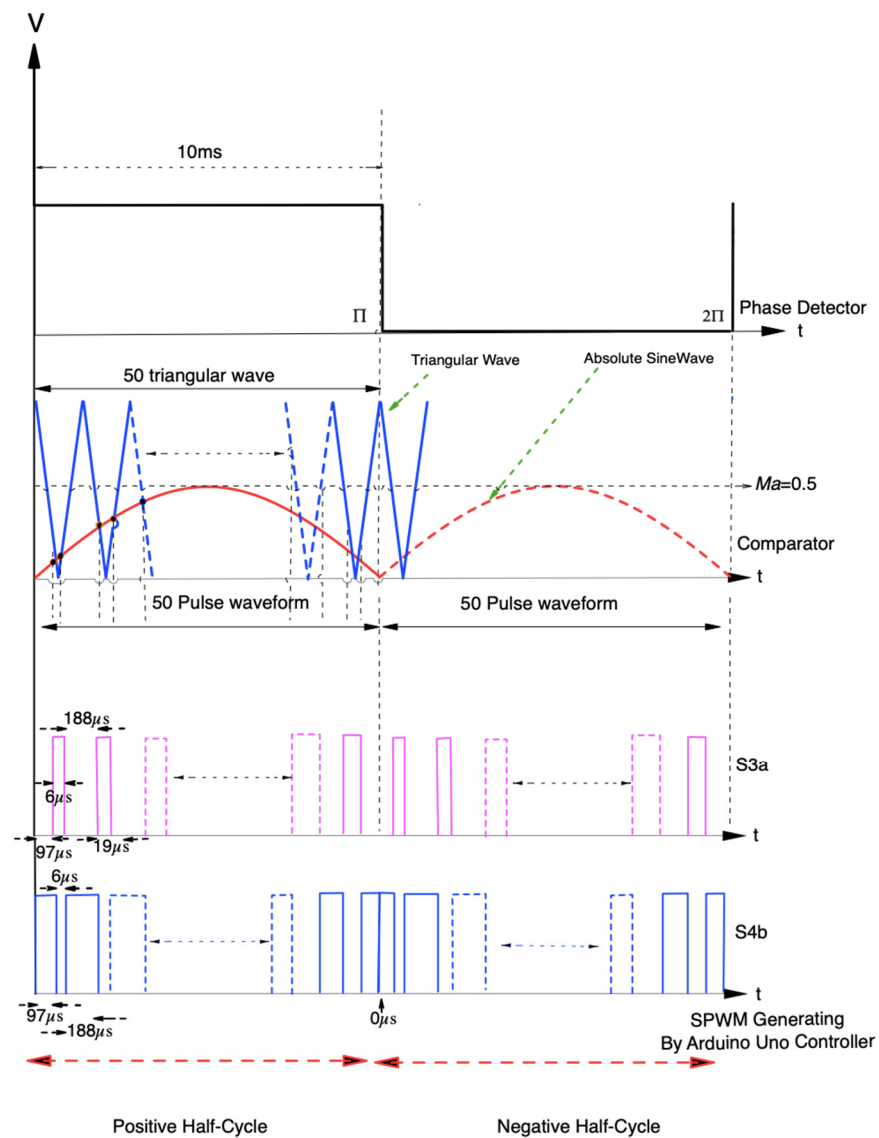 V
10ms
Π
2Π
Phase Detector
t
Triangular Wave
Absolute SineWave
50 triangular wave
Ma=0.5
Comparator
t
50 Pulse waveform
50 Pulse waveform
188μs
S3a
6μs
t
97μs
19μs
6μs
S4b
t
97μs
188μs
0μs
SPWM Generating
By Arduino Uno Controller
Positive Half-Cycle
Negative Half-Cycle